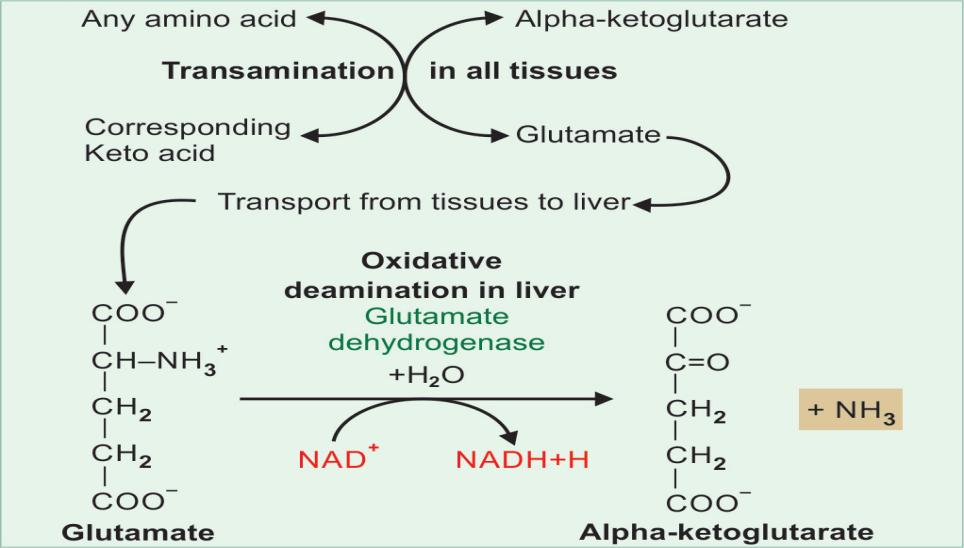 Any amino acid
Alpha-ketoglutarate
Transamination
in all tissues
Corresponding
Keto acid
Glutamate
Transport from tissues to liver
Oxidative
deamination in liver
Glutamate
dehydrogenase
+H₂O
NAD⁺
NADH+H
COO⁻
CH–NH₃⁺
CH₂
CH₂
COO⁻
Glutamate
COO⁻
C=O
CH₂
CH₂
COO⁻
Alpha-ketoglutarate
+ NH₃